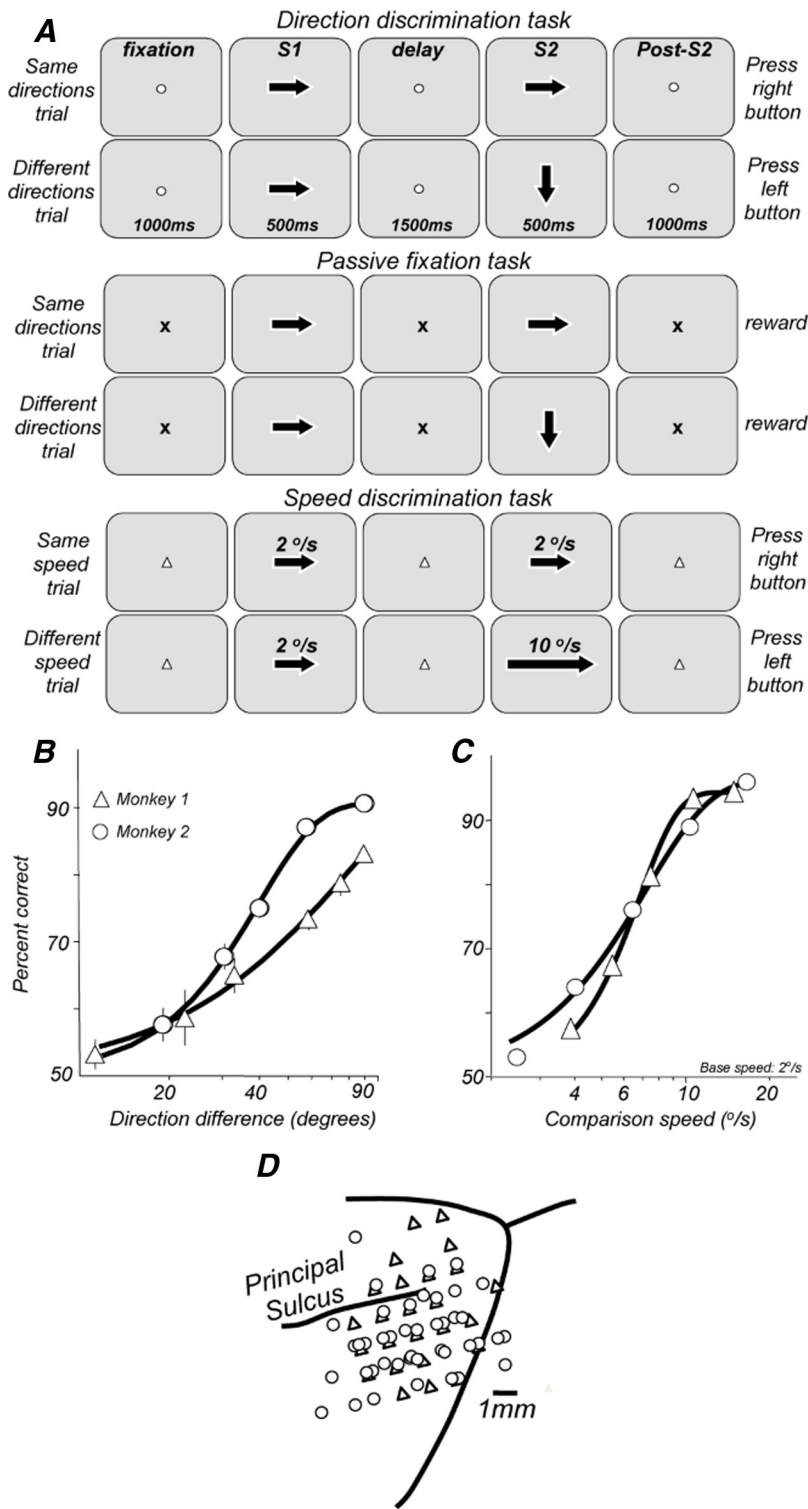 A
Direction discrimination task
fixation S1 delay S2 Post-S2
Same
directions
trial
Press
right
button
Different
directions
trial
1000ms 500ms 1500ms 500ms 1000ms
Press
left
button
Passive fixation task
Same
directions
trial
x x x
reward
Different
directions
trial
x x x
reward
Speed discrimination task
Same
speed
trial
2 º/s 2 º/s
Press
right
button
Different
speed
trial
2 º/s 10 º/s
Press
left
button
B
Monkey 1
Monkey 2
Percent correct
90
70
50
20 40 90
Direction difference (degrees)
C
90
70
50
Base speed: 2º/s
4 6 10 20
Comparison speed (º/s)
D
Principal
Sulcus
1mm